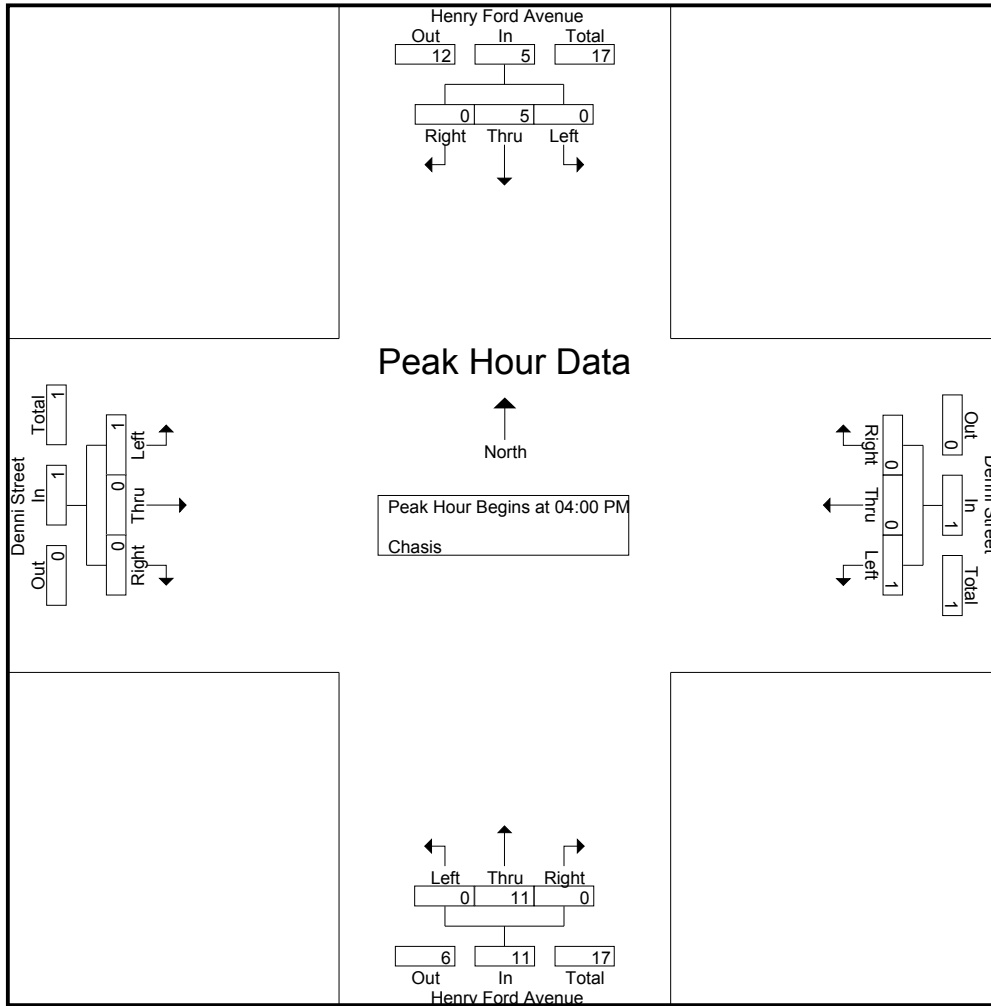 Henry Ford Avenue
Out In Total
12 5 17
0 5 0
Right Thru Left
Peak Hour Data
North
Peak Hour Begins at 04:00 PM
Chasis
Denni Street
Out In Total
0 1 1
Right Thru Left
0 0 1
Denni Street
Total In Out
1 1 0
Left Thru Right
1 0 0
Left Thru Right
0 11 0
6 11 17
Out In Total
Henry Ford Avenue